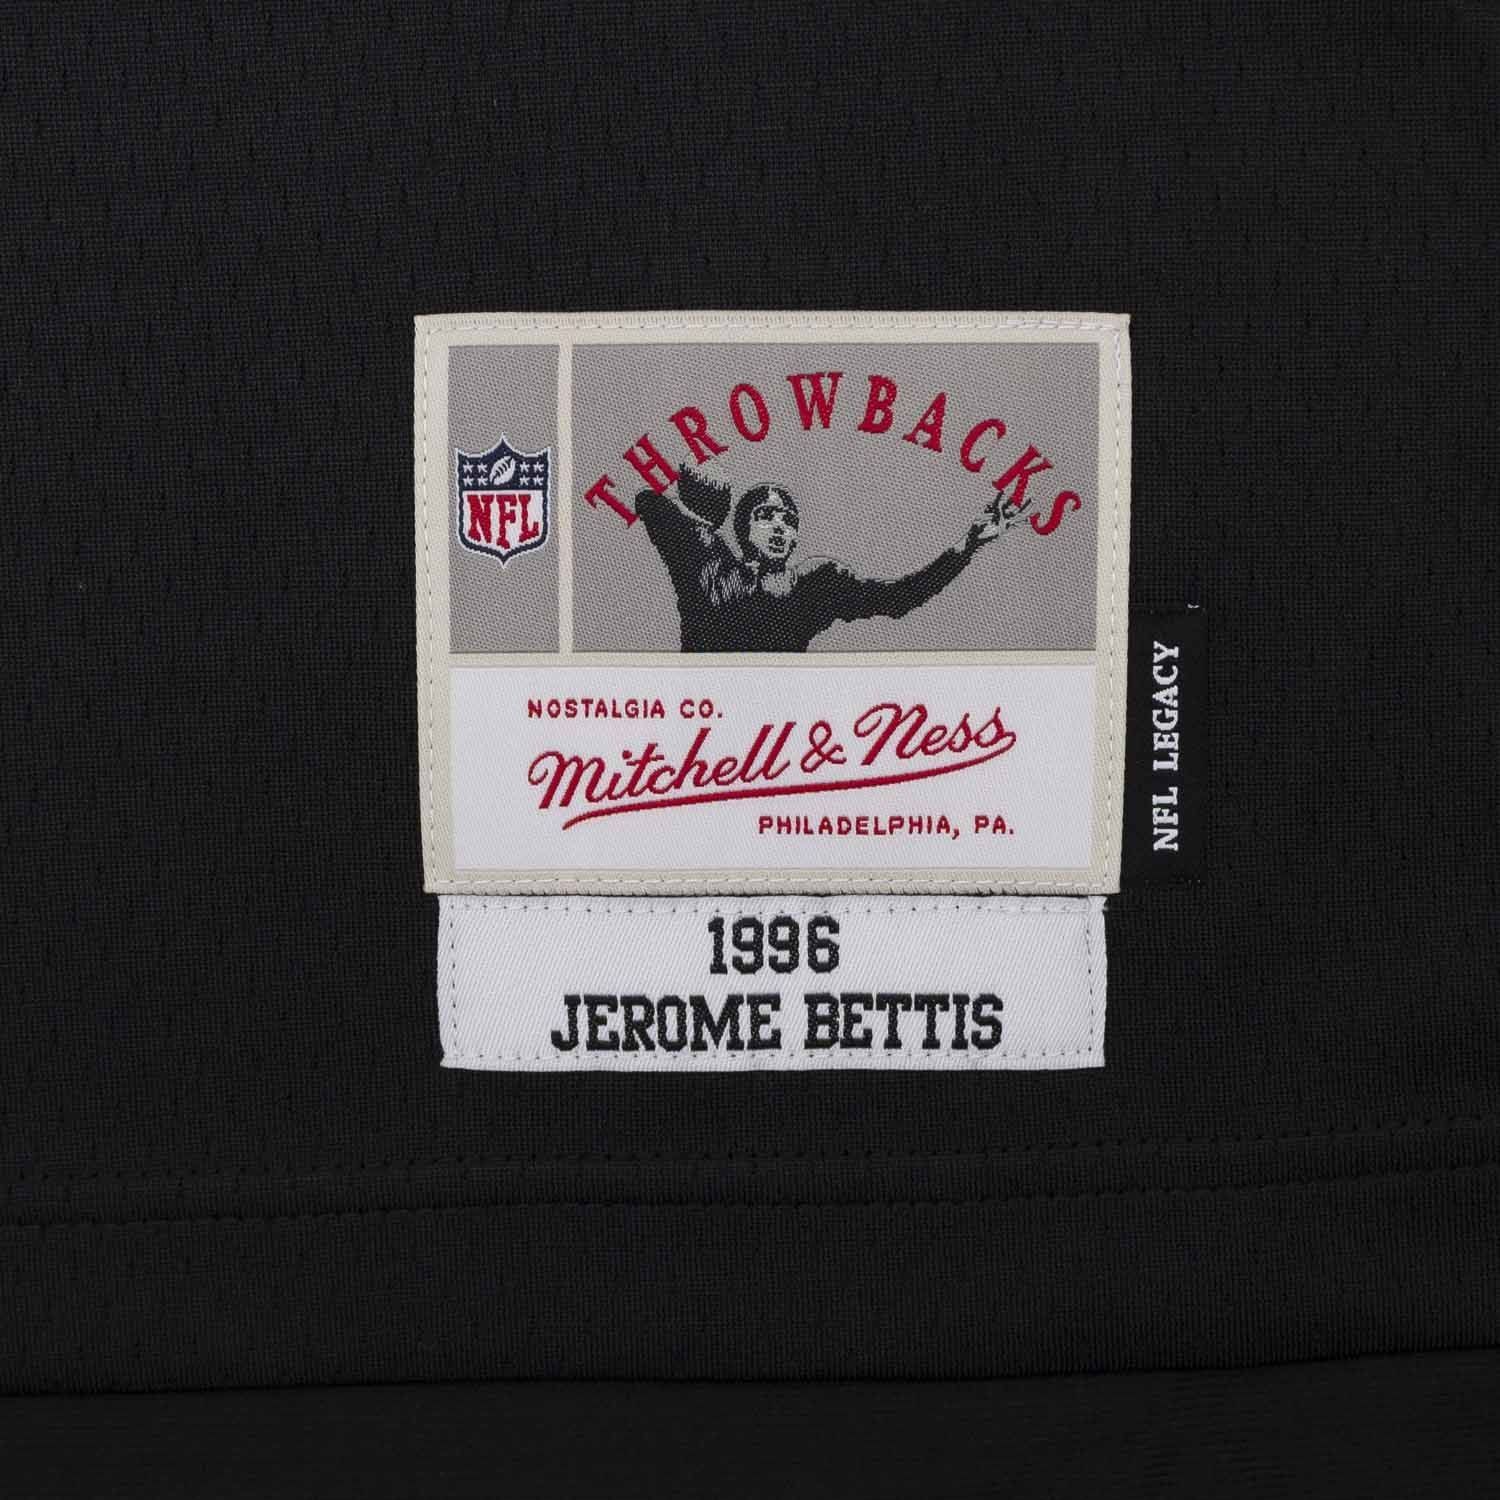 THROWBACKS
NFL
NOSTALGIA CO.
Mitchell & Ness
PHILADELPHIA, PA.
NFL LEGACY
1996
JEROME BETTIS